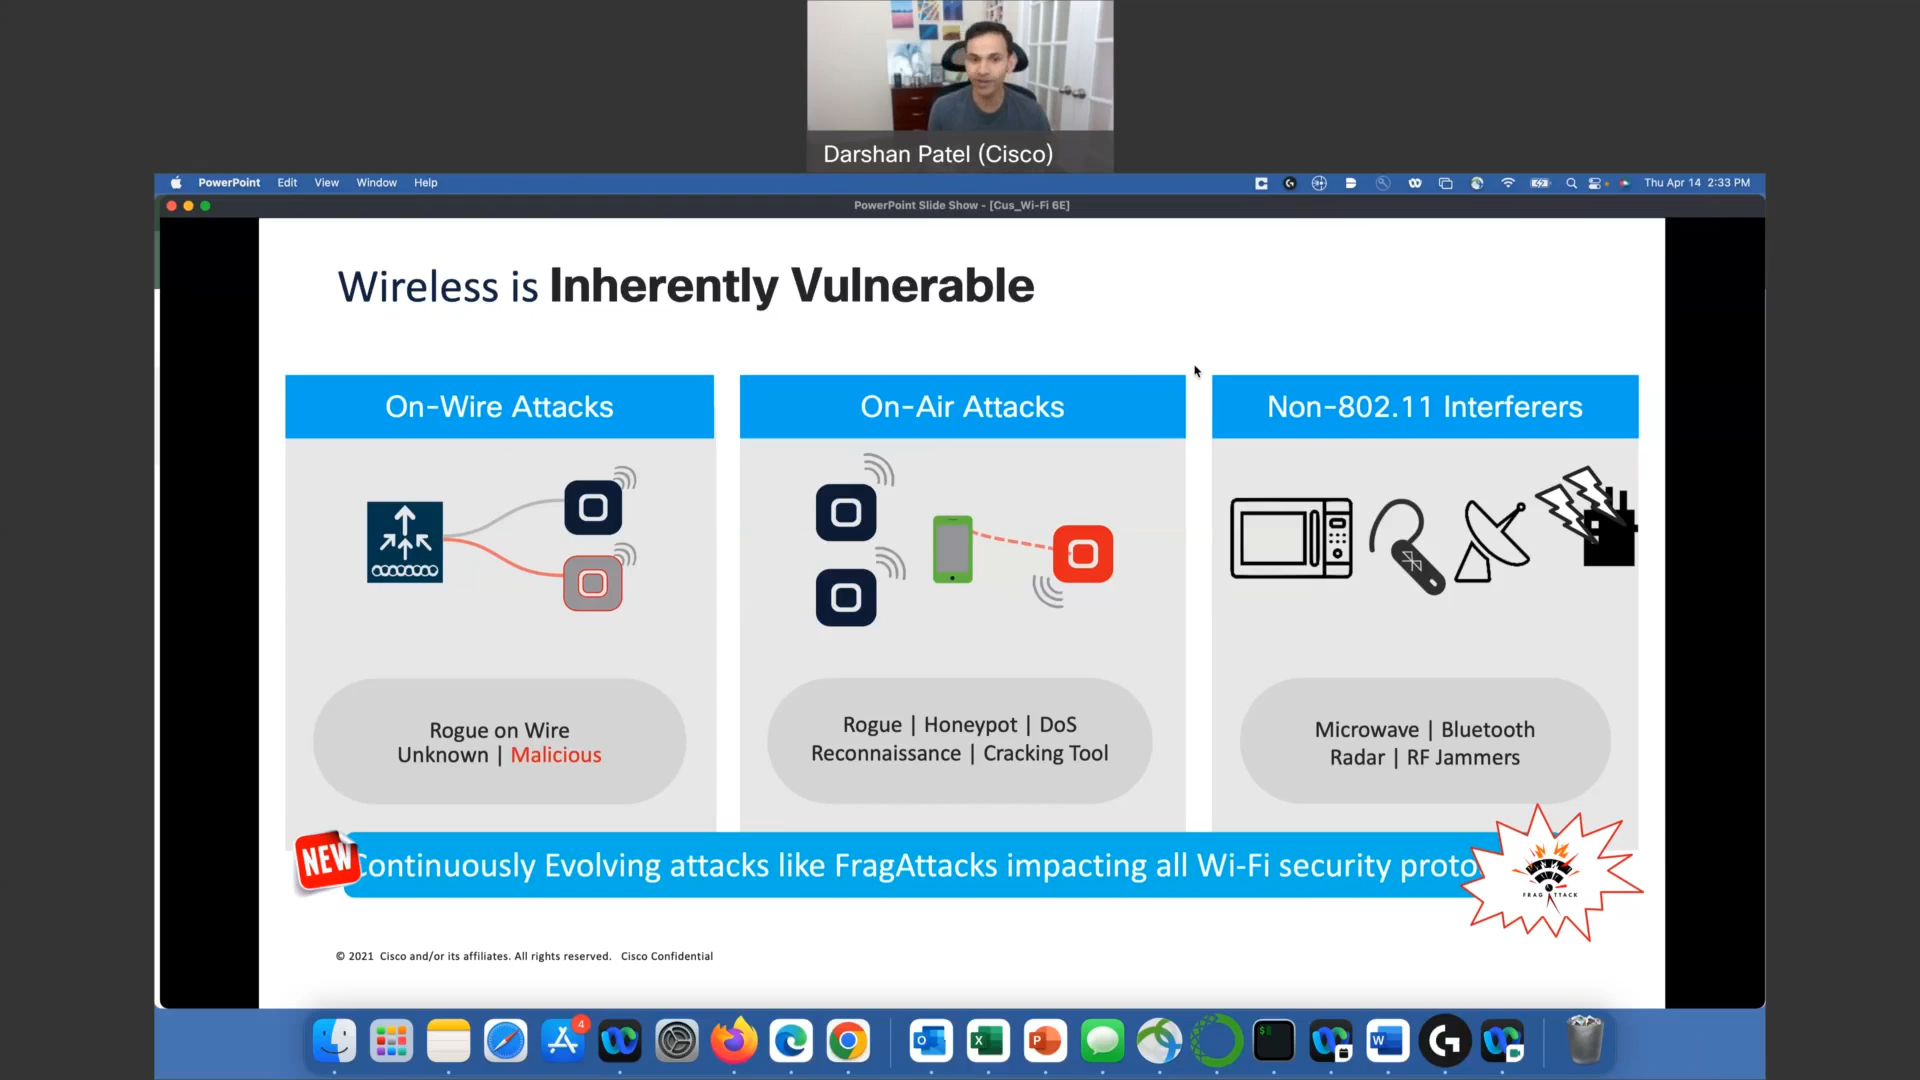 Darshan Patel (Cisco)
PowerPoint Edit View Window Help
Thu Apr 14 2:33 PM
PowerPoint Slide Show - [Cus_Wi-Fi 6E]
Wireless is Inherently Vulnerable
On-Wire Attacks
Rogue on Wire
Unknown | Malicious
On-Air Attacks
Rogue | Honeypot | DoS
Reconnaissance | Cracking Tool
Non-802.11 Interferers
Microwave | Bluetooth
Radar | RF Jammers
NEW
Continuously Evolving attacks like FragAttacks impacting all Wi-Fi security proto
FRAG TTACK
© 2021 Cisco and/or its affiliates. All rights reserved. Cisco Confidential
4